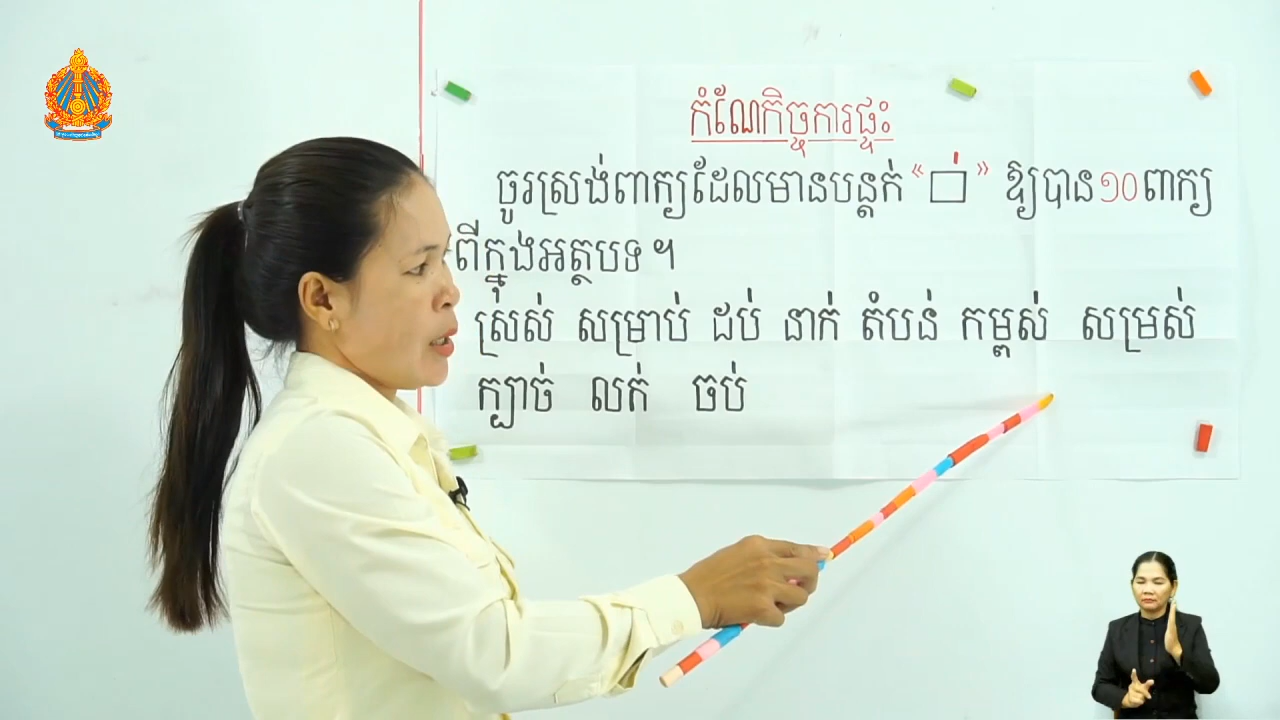 កំណែកិច្ចការផ្ទះ
ចូរស្រង់ពាក្យដែលមានបន្តក់ “□់” ឱ្យបាន ១០ ពាក្យ
ពីក្នុងអត្ថបទ ។
ស្រស់ សម្រាប់ ដប់ នាក់ តំបន់ កម្ពស់ សម្រស់
ក្បាច់ លក់ ចប់